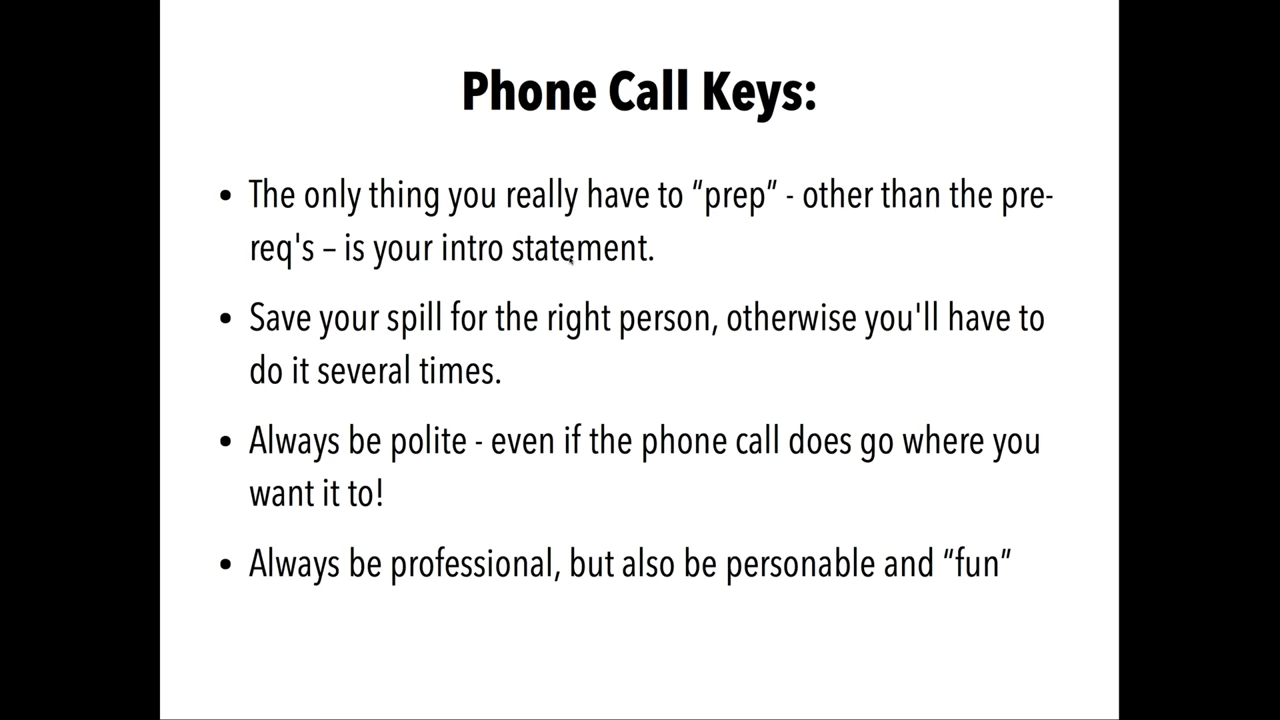 Phone Call Keys:
• The only thing you really have to “prep” - other than the pre-
req's – is your intro statement.
• Save your spill for the right person, otherwise you'll have to
do it several times.
• Always be polite - even if the phone call does go where you
want it to!
• Always be professional, but also be personable and “fun”